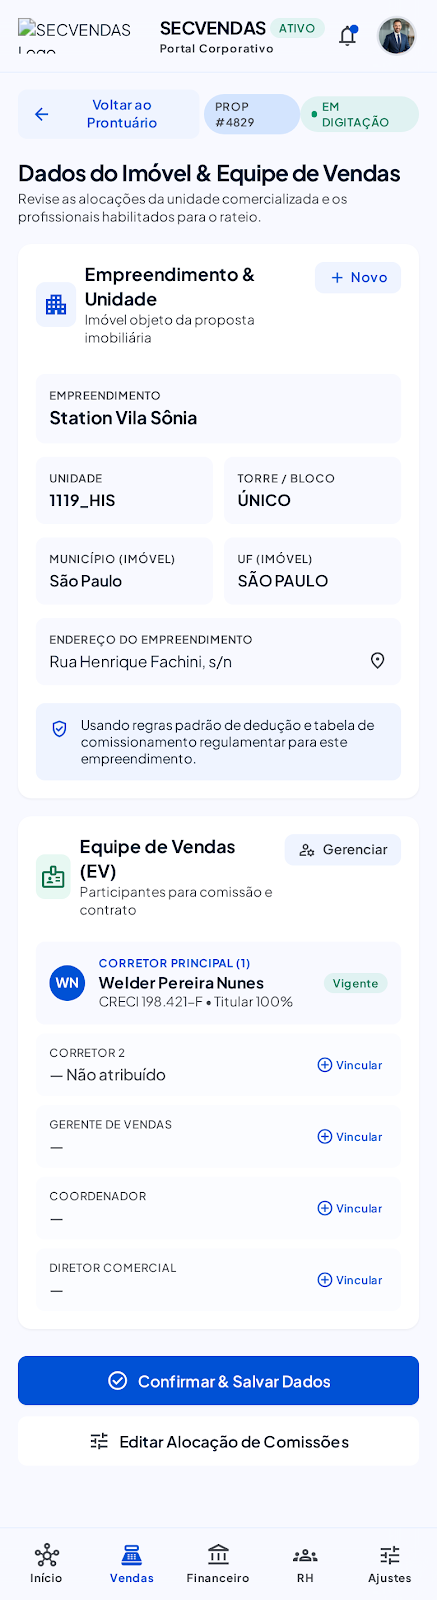 SECVENDAS
Logo
SECVENDAS ATIVO
Portal Corporativo
Voltar ao
Prontuário
PROP
#4829
EM
DIGITAÇÃO
Dados do Imóvel & Equipe de Vendas
Revise as alocações da unidade comercializada e os
profissionais habilitados para o rateio.
Empreendimento &
Unidade
Imóvel objeto da proposta
imobiliária
Novo
EMPREENDIMENTO
Station Vila Sônia
UNIDADE
1119_HIS
TORRE / BLOCO
ÚNICO
MUNICÍPIO (IMÓVEL)
São Paulo
UF (IMÓVEL)
SÃO PAULO
ENDEREÇO DO EMPREENDIMENTO
Rua Henrique Fachini, s/n
Usando regras padrão de dedução e tabela de
comissionamento regulamentar para este
empreendimento.
Equipe de Vendas
(EV)
Participantes para comissão e
contrato
Gerenciar
WN
CORRETOR PRINCIPAL (1)
Welder Pereira Nunes
CRECI 198.421-F • Titular 100%
Vigente
CORRETOR 2
— Não atribuído
Vincular
GERENTE DE VENDAS
—
Vincular
COORDENADOR
—
Vincular
DIRETOR COMERCIAL
—
Vincular
Confirmar & Salvar Dados
Editar Alocação de Comissões
Início
Vendas
Financeiro
RH
Ajustes